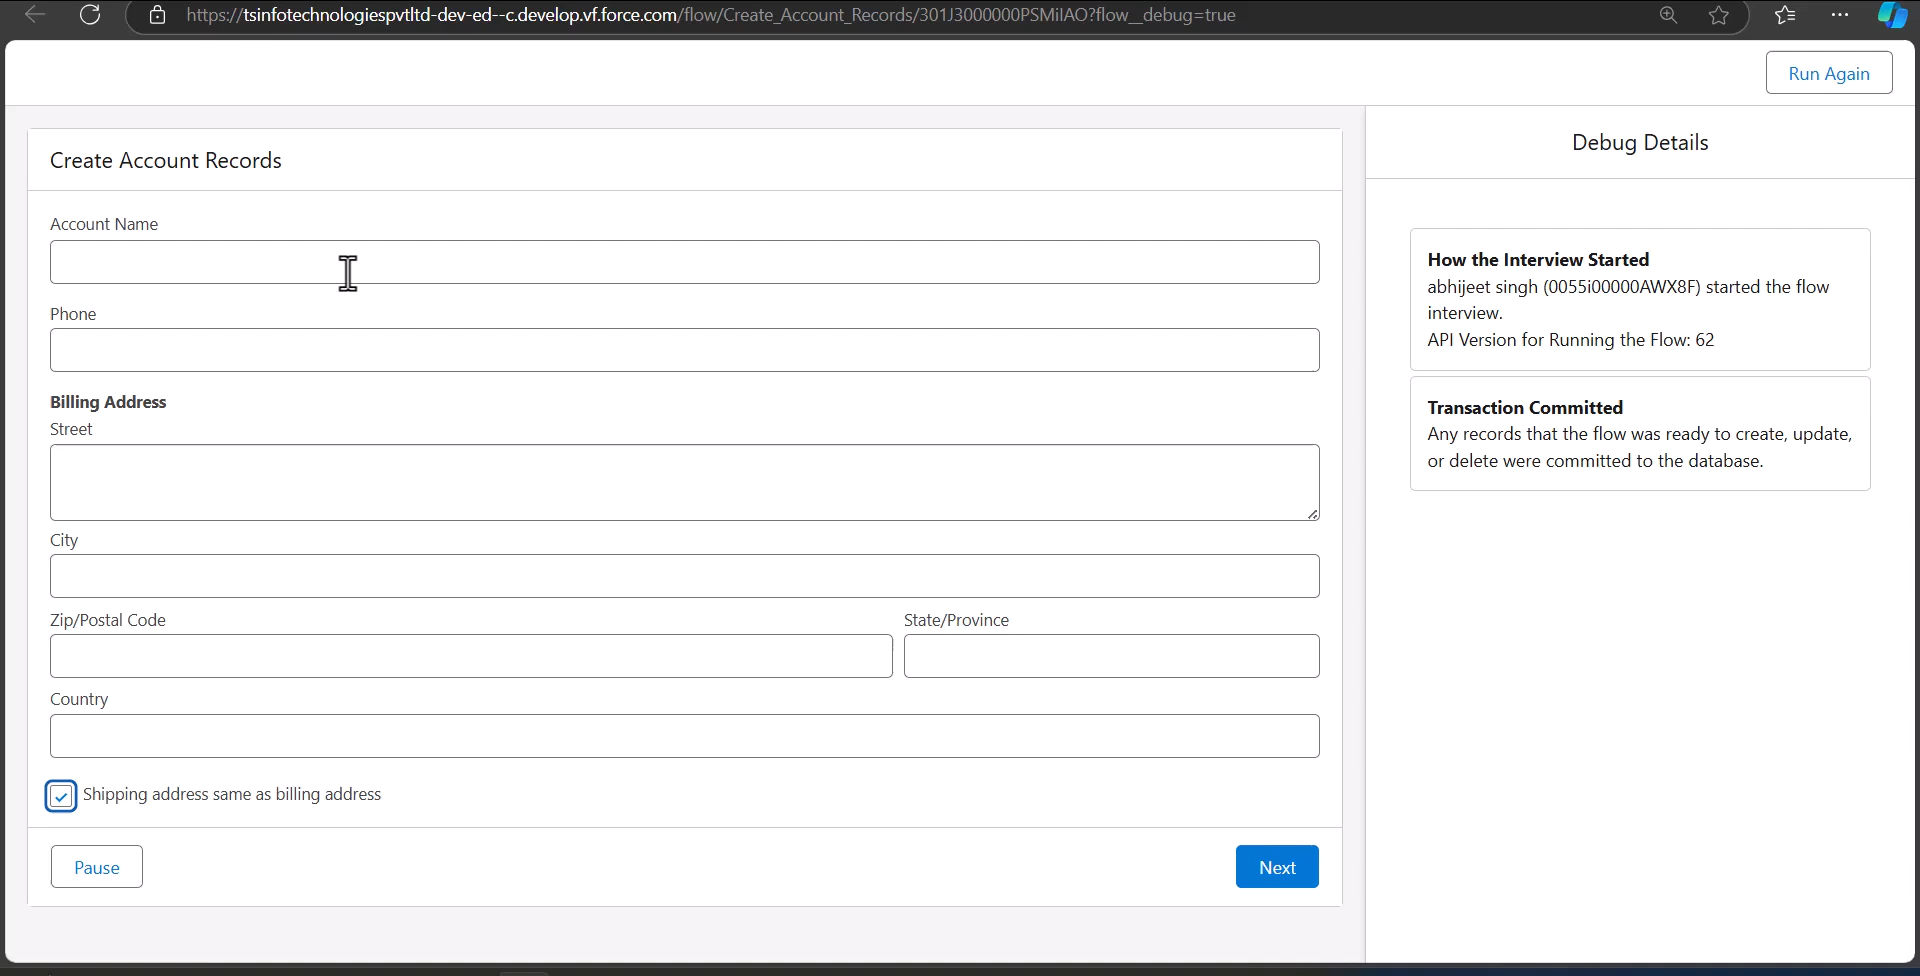 https://tsinfotechnologiespvtltd-dev-ed--c.develop.vf.force.com/flow/Create_Account_Records/301J3000000PSMiIAO?flow__debug=true
Run Again
Create Account Records
Account Name
Phone
Billing Address
Street
City
Zip/Postal Code
State/Province
Country
Shipping address same as billing address
Pause
Next
Debug Details
How the Interview Started
abhijeet singh (0055i00000AWX8F) started the flow
interview.
API Version for Running the Flow: 62
Transaction Committed
Any records that the flow was ready to create, update,
or delete were committed to the database.